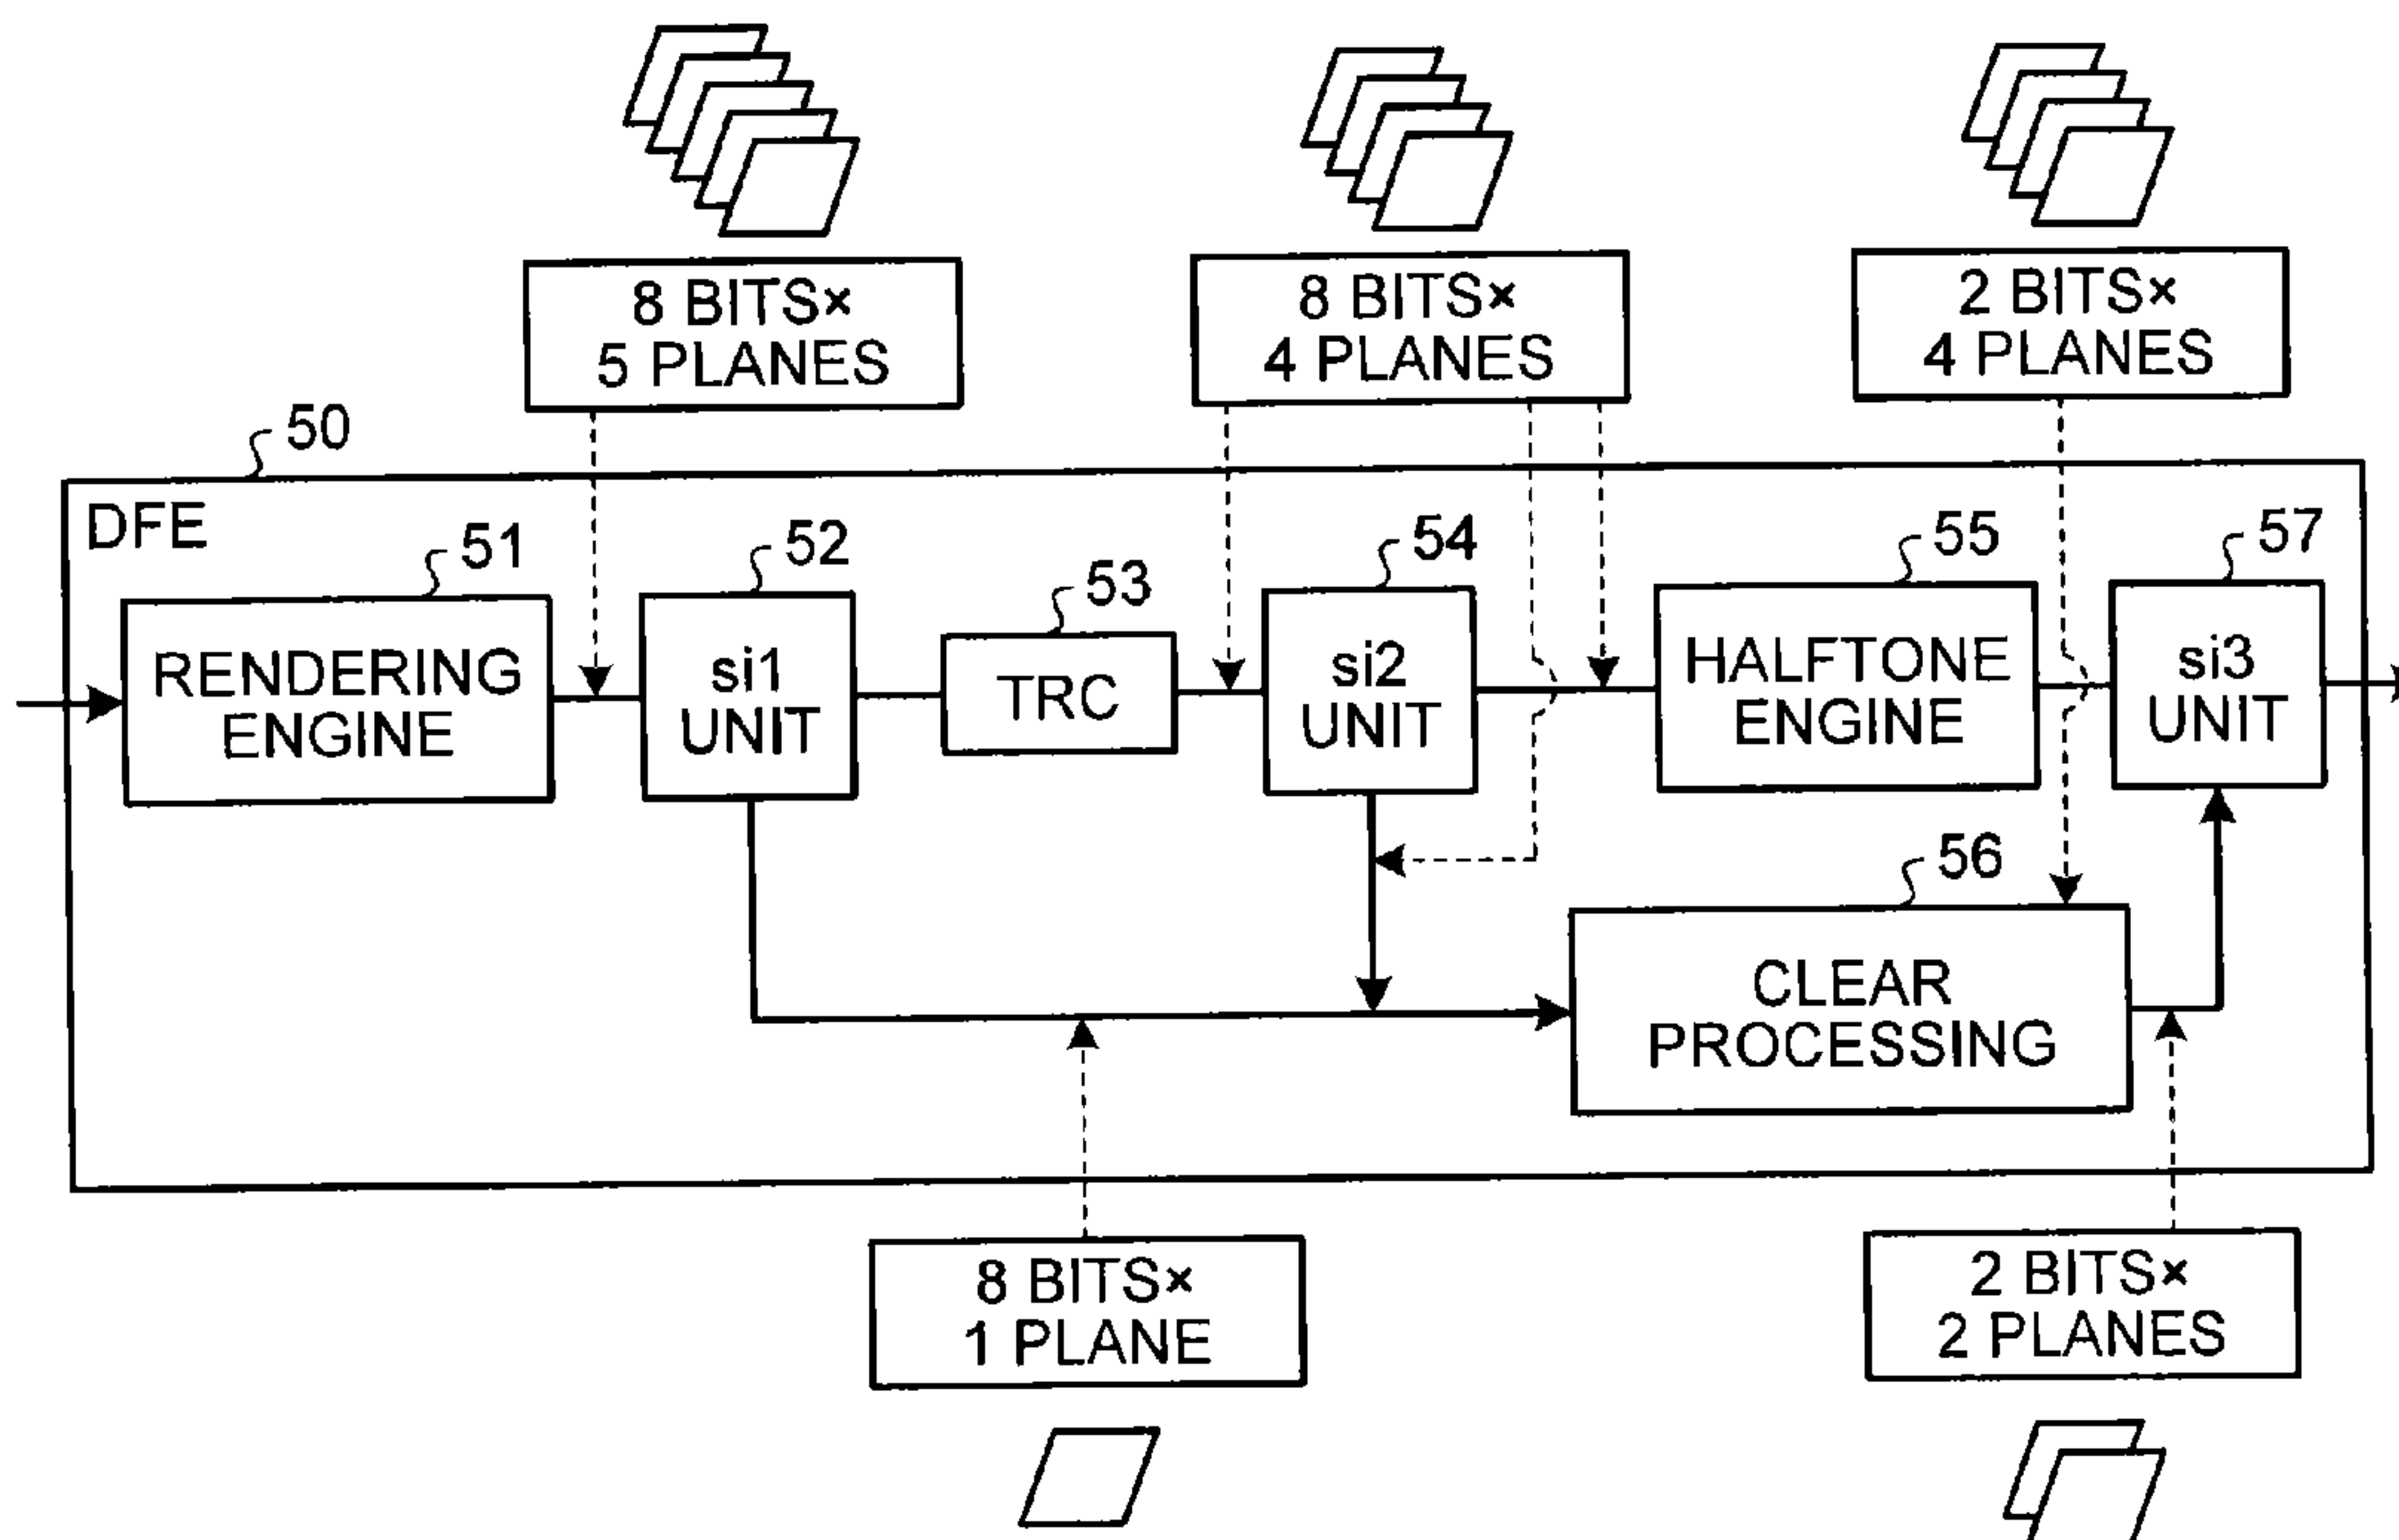 8 BITS×
5 PLANES
8 BITS×
4 PLANES
2 BITS×
4 PLANES
50
DFE
51
52
53
54
55
57
RENDERING
ENGINE
si1
UNIT
TRC
si2
UNIT
HALFTONE
ENGINE
si3
UNIT
56
CLEAR
PROCESSING
8 BITS×
1 PLANE
2 BITS×
2 PLANES